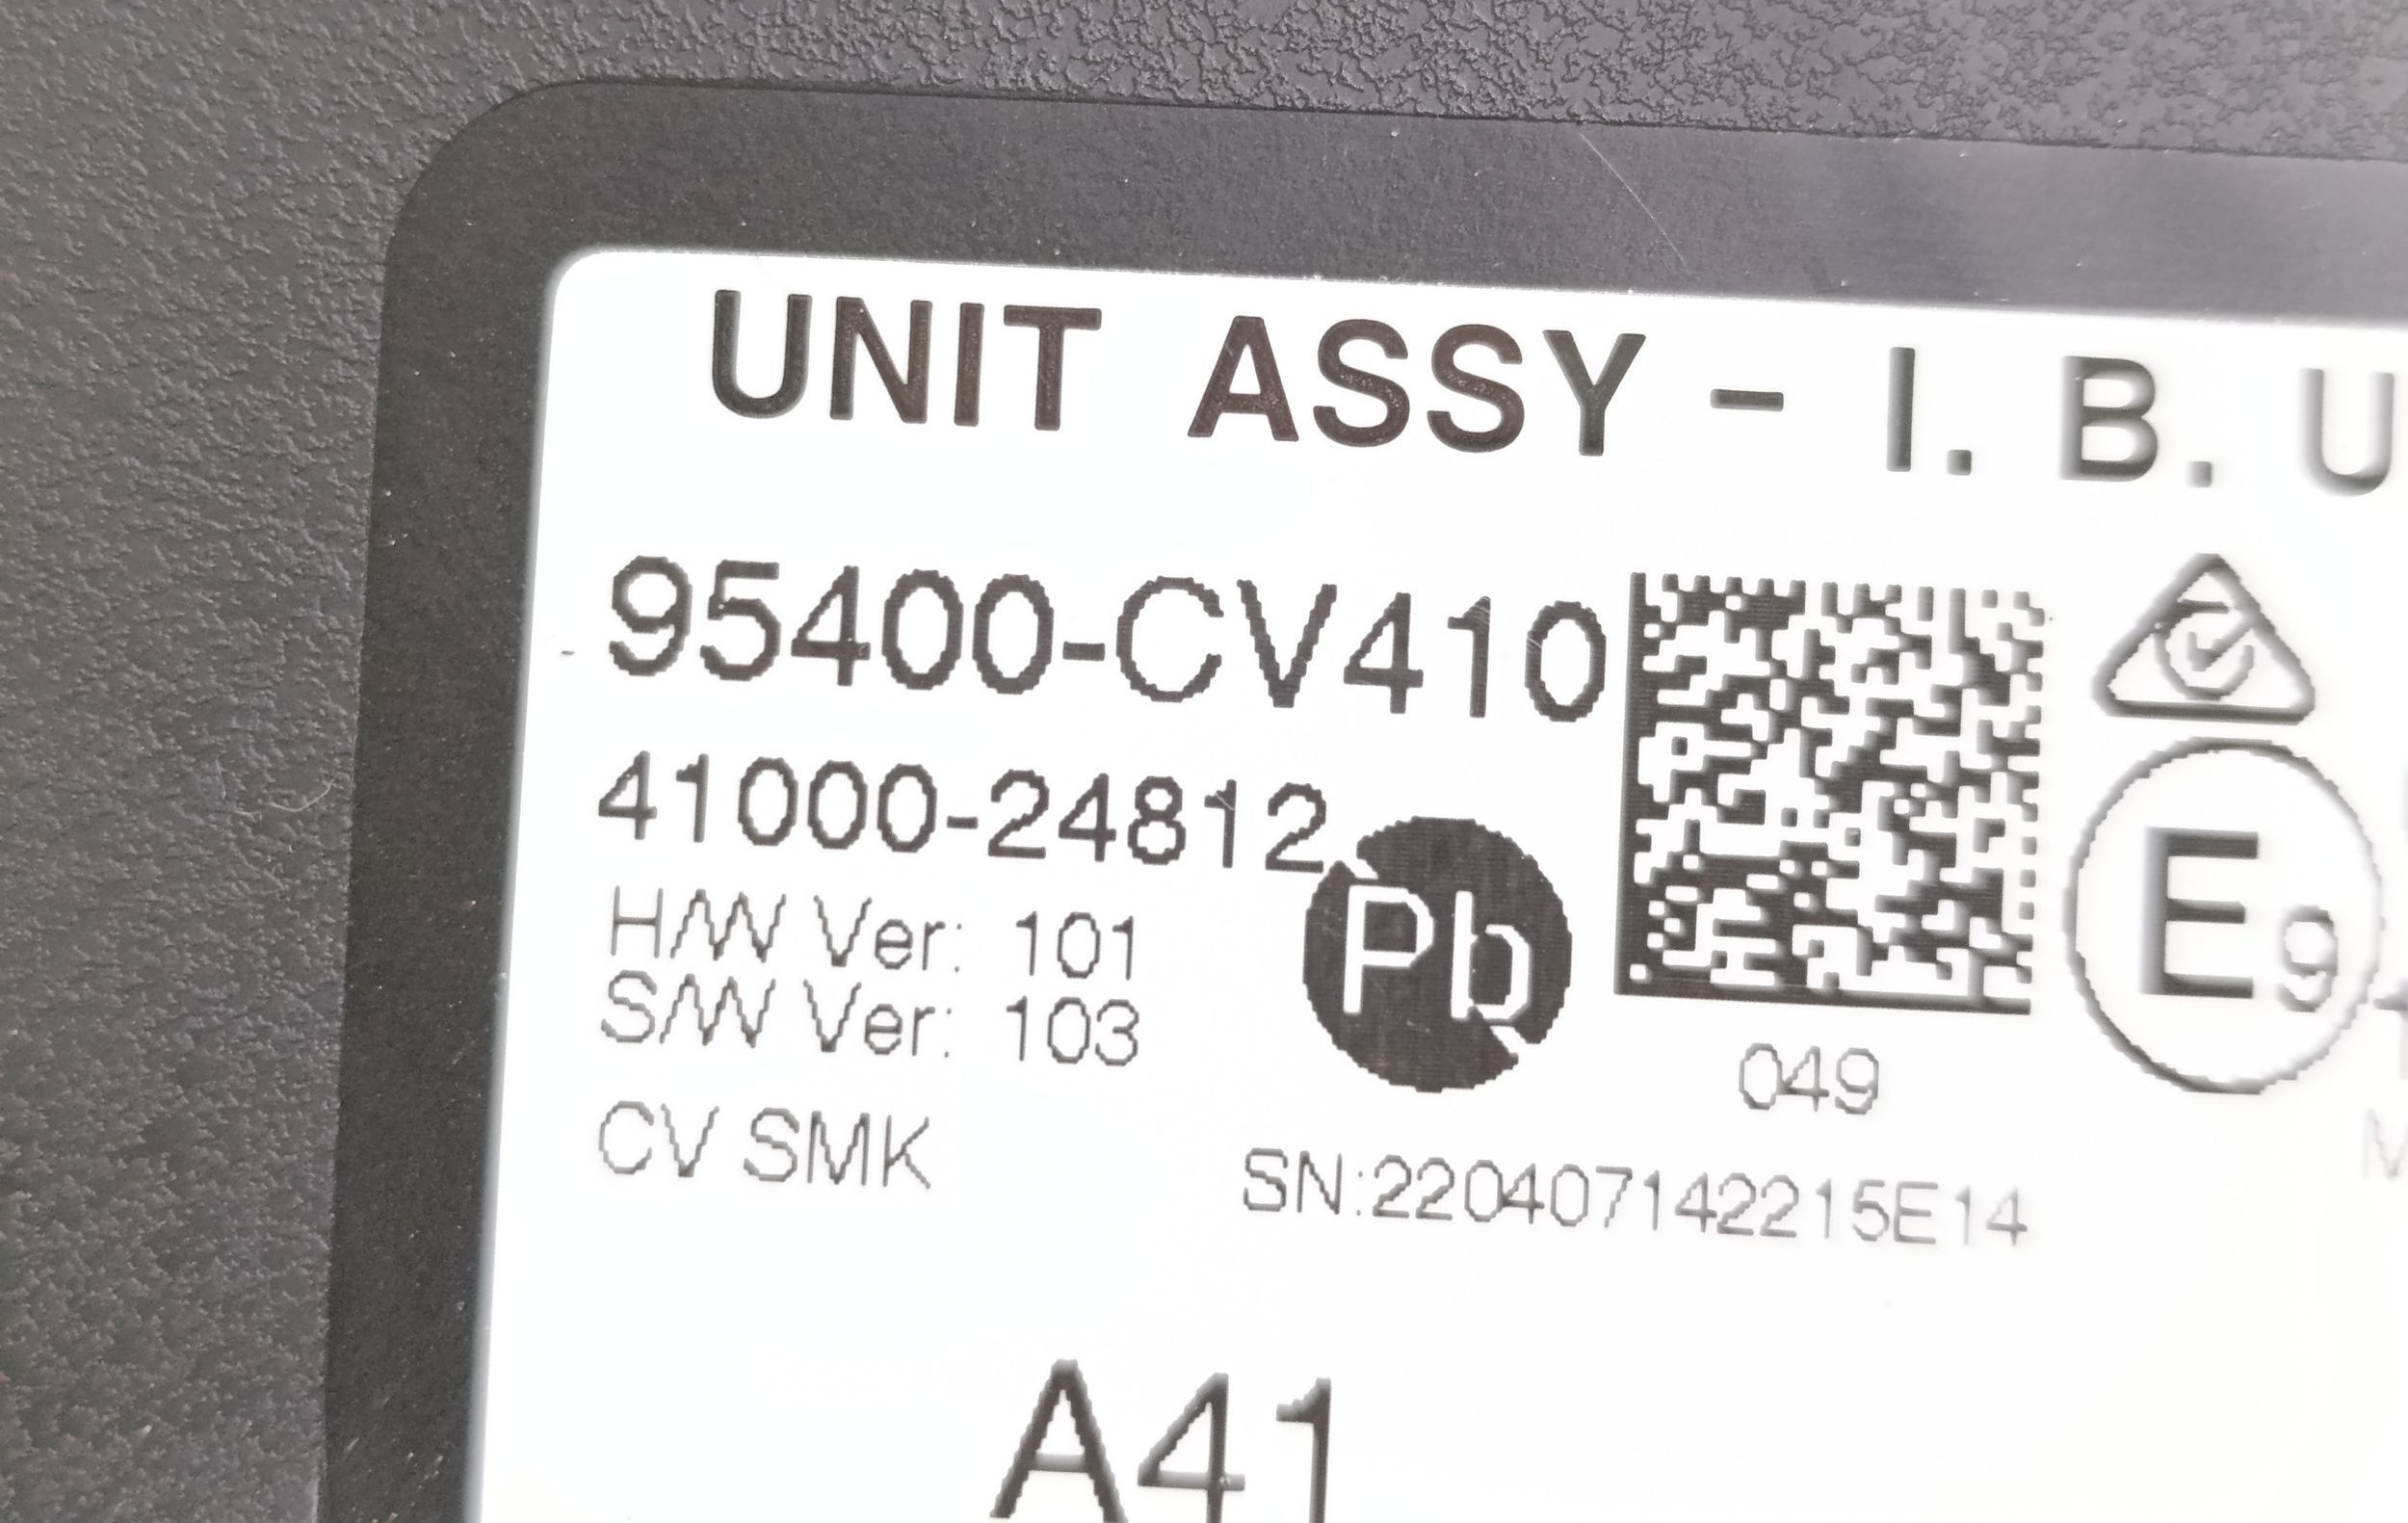 UNIT ASSY - I. B. U
95400-CV410
41000-24812
Pb
H/W Ver: 101
S/W Ver: 103
E9
049
CV SMK
SN:220407142215E14
A41